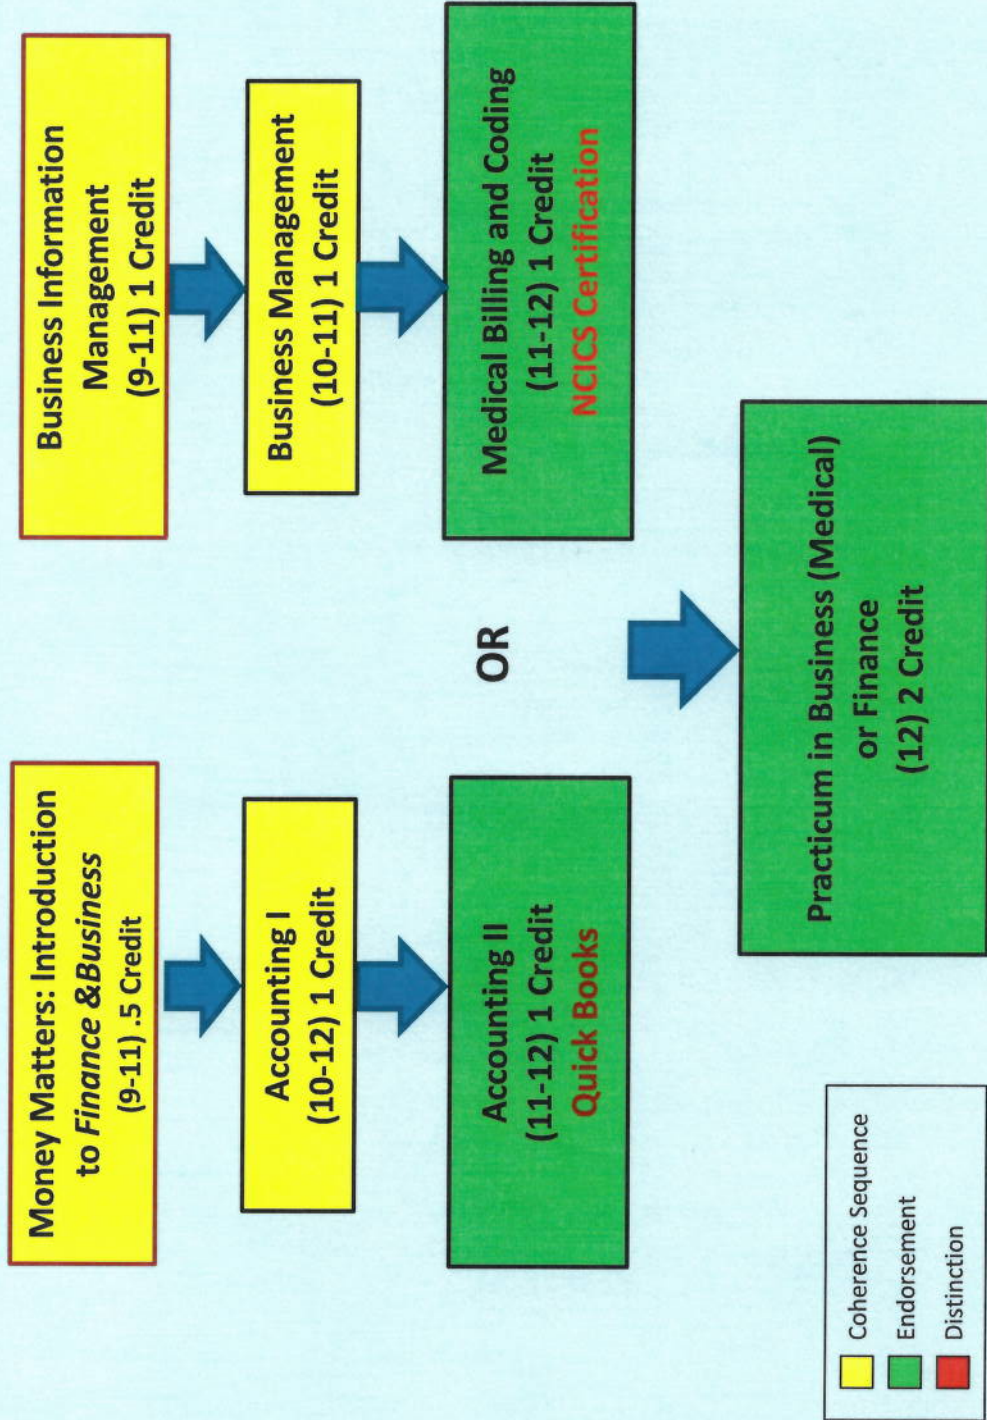 Money Matters: Introduction
to Finance &Business
(9-11) .5 Credit
Accounting I
(10-12) 1 Credit
Accounting II
(11-12) 1 Credit
Quick Books
OR
Business Information
Management
(9-11) 1 Credit
Business Management
(10-11) 1 Credit
Medical Billing and Coding
(11-12) 1 Credit
NCICS Certification
Practicum in Business (Medical)
or Finance
(12) 2 Credit
Coherence Sequence
Endorsement
Distinction